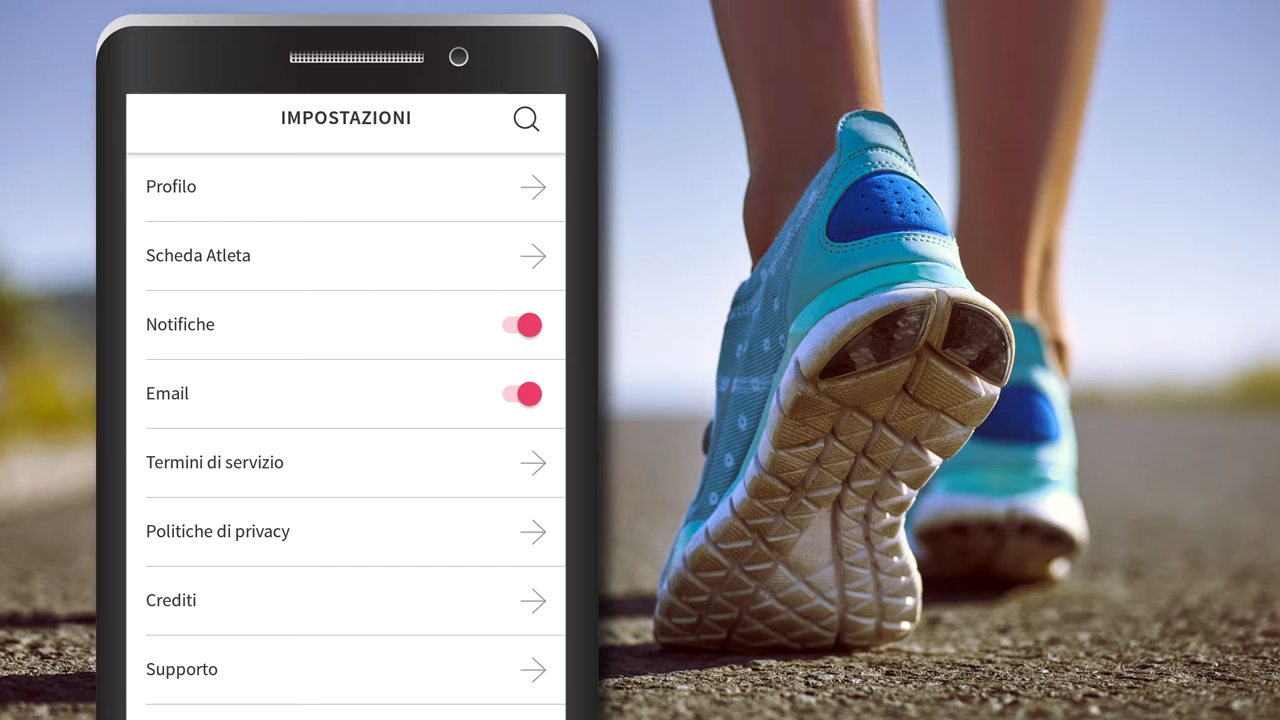 IMPOSTAZIONI
Profilo
Scheda Atleta
Notifiche
Email
Termini di servizio
Politiche di privacy
Crediti
Supporto